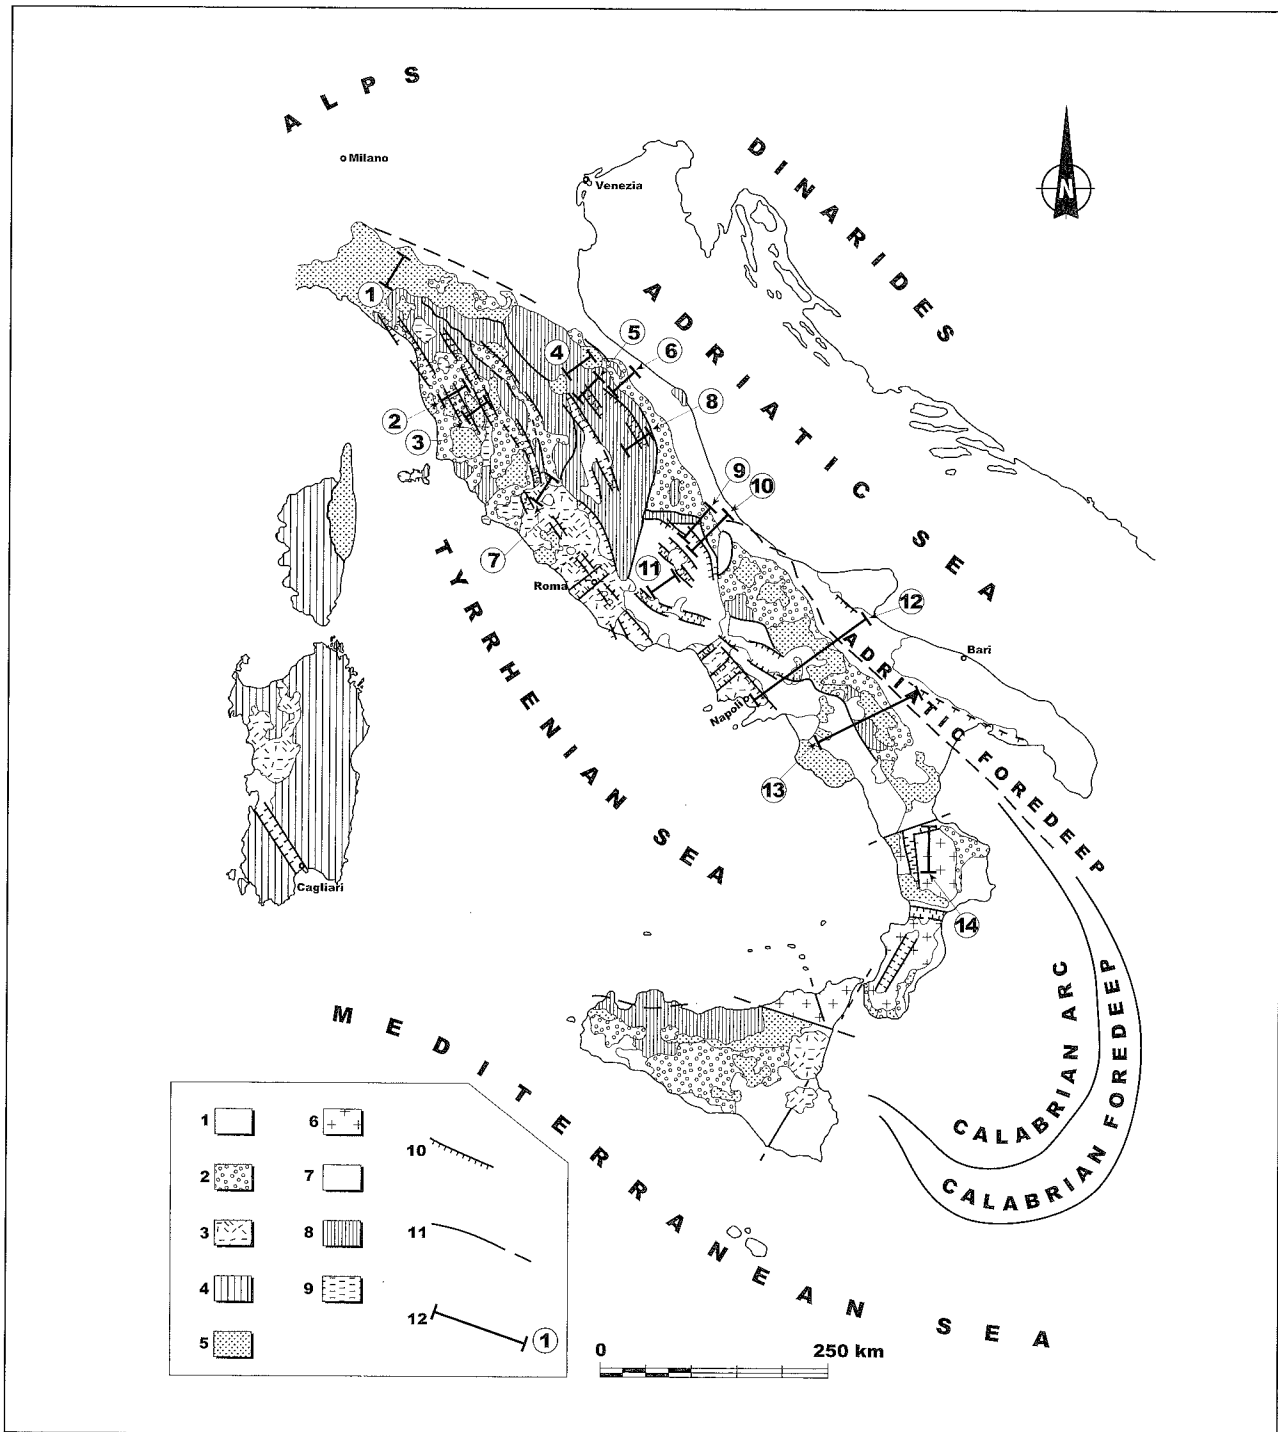 ALPS
Milano
Venezia
DINARIDES
N
ADRIATIC SEA
1
2
3
4
5
6
7
8
9
10
11
12
13
14
Roma
Napoli
Bari
Cagliari
TYRRHENIAN SEA
ADRIATIC FOREDEEP
CALABRIAN ARC
CALABRIAN FOREDEEP
MEDITERRANEAN SEA
1
2
3
4
5
6
7
8
9
10
11
12
1
0 250 km